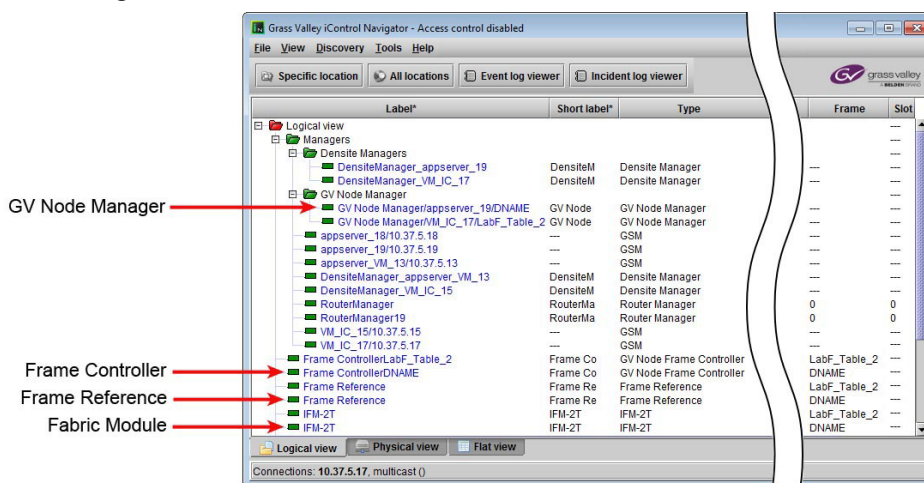 Grass Valley iControl Navigator - Access control disabled
File View Discovery Tools Help
Specific location All locations Event log viewer Incident log viewer grass valley
A BELDEN BRAND
Label* Short label* Type Frame Slot
Logical view ---
Managers ---
Densite Managers ---
DensiteManager_appserver_19 DensiteM Densite Manager --- ---
DensiteManager_VM_IC_17 DensiteM Densite Manager --- ---
GV Node Manager ---
GV Node Manager GV Node Manager/appserver_19/DNAME GV Node GV Node Manager --- ---
GV Node Manager/VM_IC_17/LabF_Table_2 GV Node GV Node Manager --- ---
appserver_18/10.37.5.18 --- GSM --- ---
appserver_19/10.37.5.19 --- GSM --- ---
appserver_VM_13/10.37.5.13 --- GSM --- ---
DensiteManager_appserver_VM_13 DensiteM Densite Manager --- ---
DensiteManager_VM_IC_15 DensiteM Densite Manager --- ---
RouterManager RouterMa Router Manager 0 0
RouterManager19 RouterMa Router Manager 0 0
VM_IC_15/10.37.5.15 --- GSM --- ---
VM_IC_17/10.37.5.17 --- GSM --- ---
Frame ControllerLabF_Table_2 Frame Co GV Node Frame Controller LabF_Table_2 ---
Frame Controller Frame ControllerDNAME Frame Co GV Node Frame Controller DNAME ---
Frame Reference Frame Re Frame Reference LabF_Table_2 ---
Frame Reference Frame Reference Frame Re Frame Reference DNAME ---
IFM-2T IFM-2T IFM-2T LabF_Table_2 ---
Fabric Module IFM-2T IFM-2T IFM-2T DNAME ---
Logical view Physical view Flat view
Connections: 10.37.5.17, multicast ()